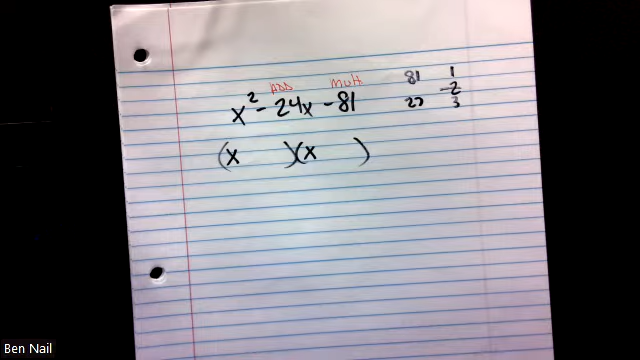 ADD mult.
x² - 24x - 81
81 1
2
27 3
(x )(x )
Ben Nail